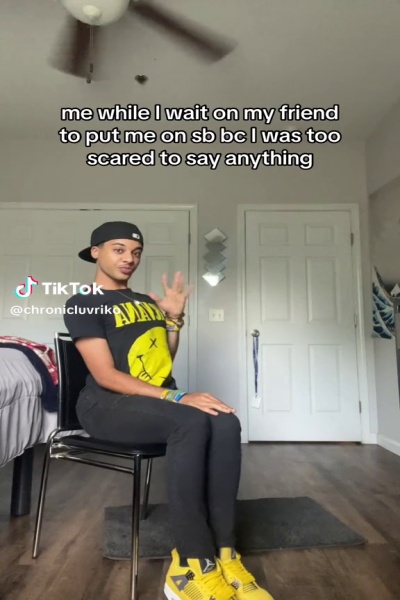 me while I wait on my friend
to put me on sb bc I was too
scared to say anything
TikTok
@chronicluvriko